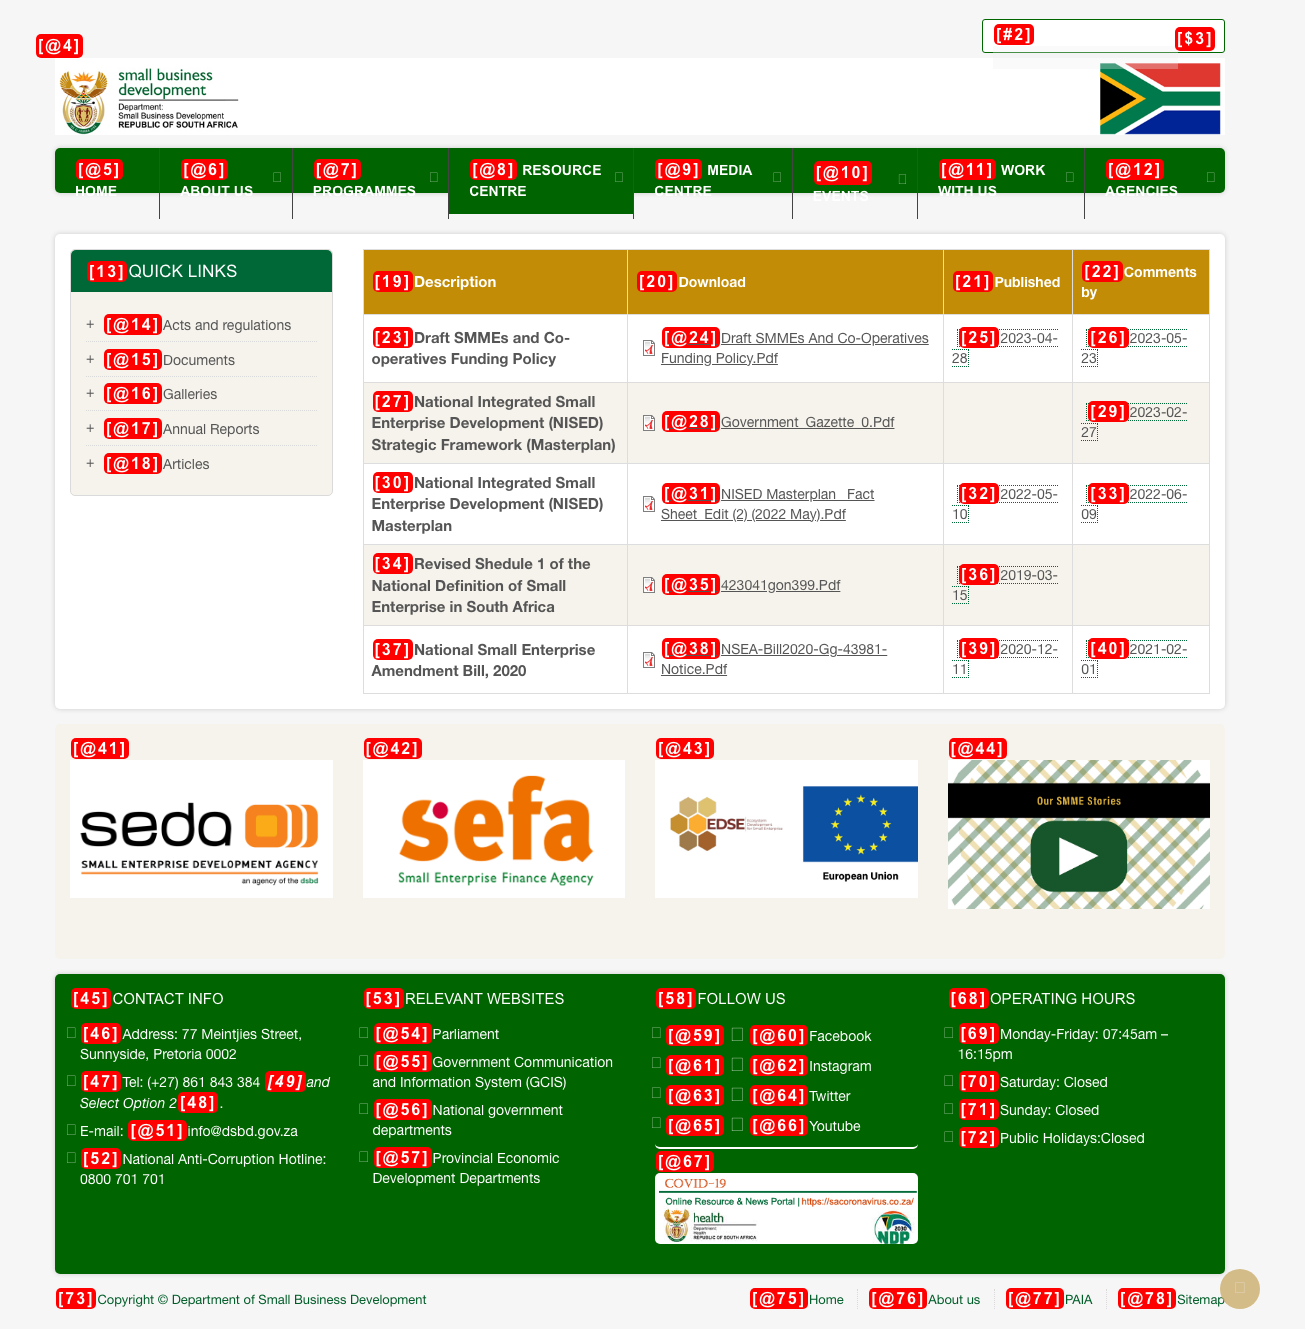 [#2] [$3]
[@4]
small business
development
Department:
Small Business Development
REPUBLIC OF SOUTH AFRICA
[@5] HOME
[@6] ABOUT US
[@7] PROGRAMMES
[@8] RESOURCE
CENTRE
[@9] MEDIA
CENTRE
[@10] EVENTS
[@11] WORK
WITH US
[@12] AGENCIES
[13]QUICK LINKS
+ [@14]Acts and regulations
+ [@15]Documents
+ [@16]Galleries
+ [@17]Annual Reports
+ [@18]Articles
[19]Description [20]Download [21]Published [22]Comments
by
[23]Draft SMMEs and Co-
operatives Funding Policy
[@24]Draft SMMEs And Co-Operatives
Funding Policy.Pdf
[25]2023-04-
28
[26]2023-05-
23
[27]National Integrated Small
Enterprise Development (NISED)
Strategic Framework (Masterplan)
[@28]Government_Gazette_0.Pdf
[29]2023-02-
27
[30]National Integrated Small
Enterprise Development (NISED)
Masterplan
[@31]NISED Masterplan_ Fact
Sheet_Edit (2) (2022 May).Pdf
[32]2022-05-
10
[33]2022-06-
09
[34]Revised Shedule 1 of the
National Definition of Small
Enterprise in South Africa
[@35]423041gon399.Pdf
[36]2019-03-
15
[37]National Small Enterprise
Amendment Bill, 2020
[@38]NSEA-Bill2020-Gg-43981-
Notice.Pdf
[39]2020-12-
11
[40]2021-02-
01
[@41]
seda
SMALL ENTERPRISE DEVELOPMENT AGENCY
an agency of the dsbd
[@42]
sefa
Small Enterprise Finance Agency
[@43]
EDSE Ecosystem
Development
for Small Enterprise
European Union
[@44]
Our SMME Stories
[45]CONTACT INFO
[46]Address: 77 Meintjies Street,
Sunnyside, Pretoria 0002
[47]Tel: (+27) 861 843 384 [49]and
Select Option 2[48].
E-mail: [@51]info@dsbd.gov.za
[52]National Anti-Corruption Hotline:
0800 701 701
[53]RELEVANT WEBSITES
[@54]Parliament
[@55]Government Communication
and Information System (GCIS)
[@56]National government
departments
[@57]Provincial Economic
Development Departments
[58]FOLLOW US
[@59] [@60]Facebook
[@61] [@62]Instagram
[@63] [@64]Twitter
[@65] [@66]Youtube
[@67]
COVID-19
Online Resource & News Portal | https://sacoronavirus.co.za/
health
Department:
Health
REPUBLIC OF SOUTH AFRICA
2030
NDP
[68]OPERATING HOURS
[69]Monday-Friday: 07:45am –
16:15pm
[70]Saturday: Closed
[71]Sunday: Closed
[72]Public Holidays:Closed
[73]Copyright © Department of Small Business Development
[@75]Home [@76]About us [@77]PAIA [@78]Sitemap